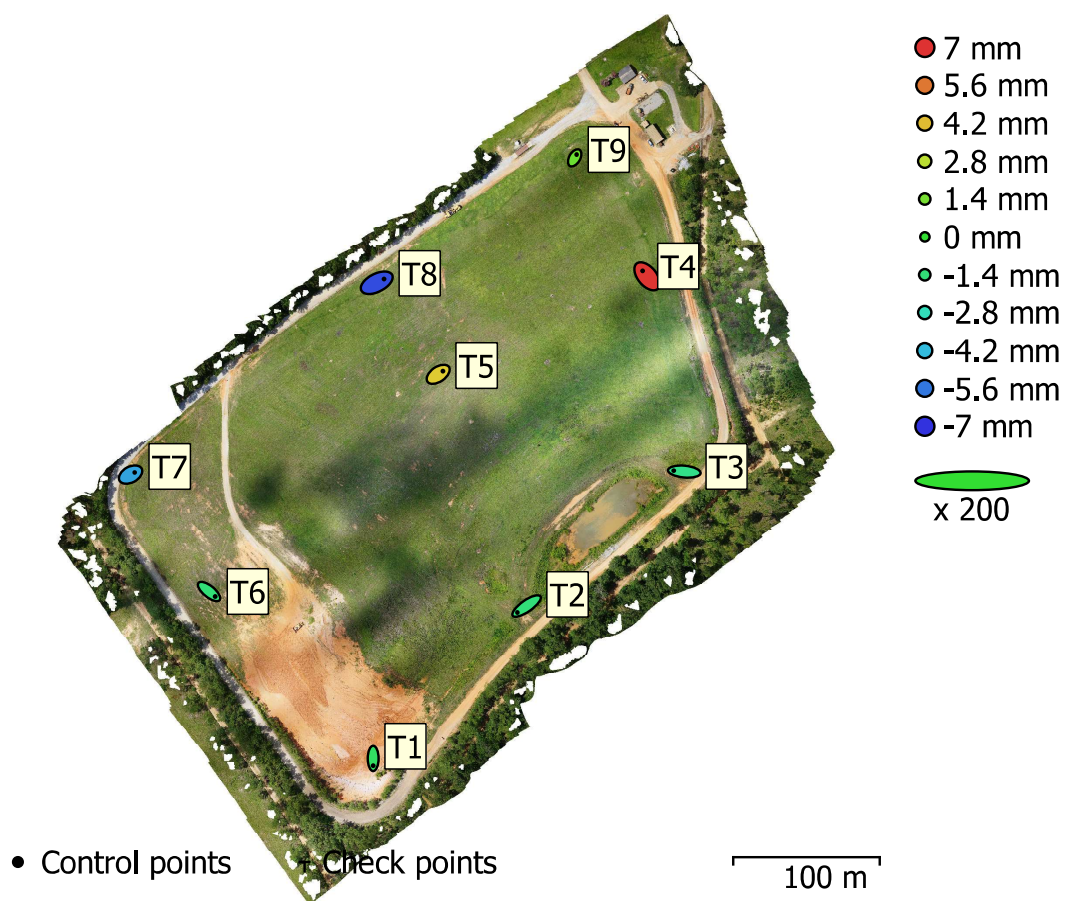 7 mm
5.6 mm
4.2 mm
2.8 mm
1.4 mm
0 mm
-1.4 mm
-2.8 mm
-4.2 mm
-5.6 mm
-7 mm
x 200
T9
T4
T8
T5
T7
T3
T6
T2
T1
Control points
Check points
100 m